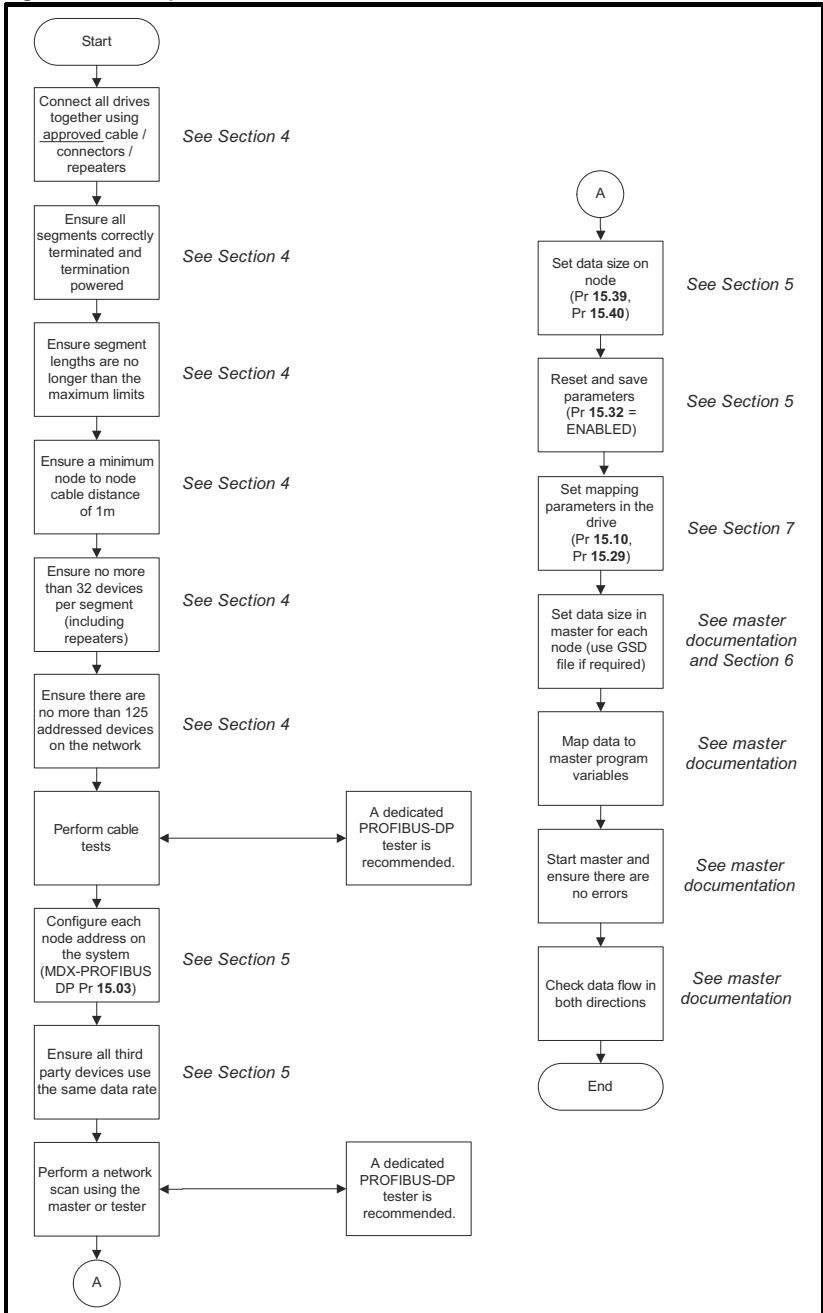 Start
Connect all drives
together using
approved cable /
connectors /
repeaters
See Section 4
Ensure all
segments correctly
terminated and
termination
powered
See Section 4
Ensure segment
lengths are no
longer than the
maximum limits
See Section 4
Ensure a minimum
node to node
cable distance
of 1m
See Section 4
Ensure no more
than 32 devices
per segment
(including
repeaters)
See Section 4
Ensure there are
no more than 125
addressed devices
on the network
See Section 4
Perform cable
tests
A dedicated
PROFIBUS-DP
tester is
recommended.
Configure each
node address on
the system
(MDX-PROFIBUS
DP Pr 15.03)
See Section 5
Ensure all third
party devices use
the same data rate
See Section 5
Perform a network
scan using the
master or tester
A dedicated
PROFIBUS-DP
tester is
recommended.
A
A
Set data size on
node
(Pr 15.39,
Pr 15.40)
See Section 5
Reset and save
parameters
(Pr 15.32 =
ENABLED)
See Section 5
Set mapping
parameters in the
drive
(Pr 15.10,
Pr 15.29)
See Section 7
Set data size in
master for each
node (use GSD
file if required)
See master
documentation
and Section 6
Map data to
master program
variables
See master
documentation
Start master and
ensure there are
no errors
See master
documentation
Check data flow in
both directions
See master
documentation
End